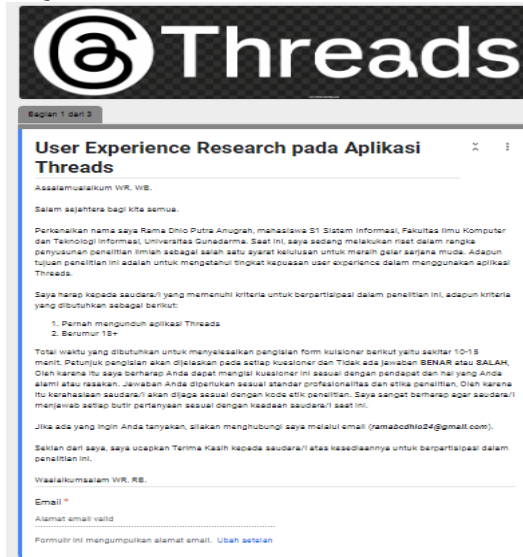 Threads
Bagian 1 dari 3
User Experience Research pada Aplikasi
Threads
Assalamualaikum WR. WB.
Salam sejahtera bagi kita semua.
Perkenalkan nama saya Rama Dhio Putra Anugrah, mahasiswa S1 Sistem Informasi, Fakultas Ilmu Komputer
dan Teknologi Informasi, Universitas Gunadarma. Saat ini, saya sedang melakukan riset dalam rangka
penyusunan penelitian ilmiah sebagai salah satu syarat kelulusan untuk meraih gelar sarjana muda. Adapun
tujuan penelitian ini adalah untuk mengetahui tingkat kepuasan user experience dalam menggunakan aplikasi
Threads.
Saya harap kepada saudara/i yang memenuhi kriteria untuk berpartisipasi dalam penelitian ini, adapun kriteria
yang dibutuhkan sebagai berikut:
1. Pernah mengunduh aplikasi Threads
2. Berumur 18+
Total waktu yang dibutuhkan untuk menyelesaikan pengisian form kuisioner berikut yaitu sekitar 10-15
menit. Petunjuk pengisian akan dijelaskan pada setiap kuesioner dan Tidak ada jawaban BENAR atau SALAH,
Oleh karena itu saya berharap Anda dapat mengisi kuesioner ini sesuai dengan pendapat dan hal yang Anda
alami atau rasakan. Jawaban Anda diperlukan sesuai standar profesionalitas dan etika penelitian, Oleh karena
itu kerahasiaan saudara/i akan dijaga sesuai dengan kode etik penelitian. Saya sangat berharap agar saudara/i
menjawab setiap butir pertanyaan sesuai dengan keadaan saudara/i saat ini.
Jika ada yang ingin Anda tanyakan, silakan menghubungi saya melalui email (ramabcdhio24@gmail.com).
Sekian dari saya, saya ucapkan Terima Kasih kepada saudara/i atas kesediaannya untuk berpartisipasi dalam
penelitian ini.
Waalaikumsalam WR. RB.
Email *
Alamat email valid
Formulir ini mengumpulkan alamat email. Ubah setelan